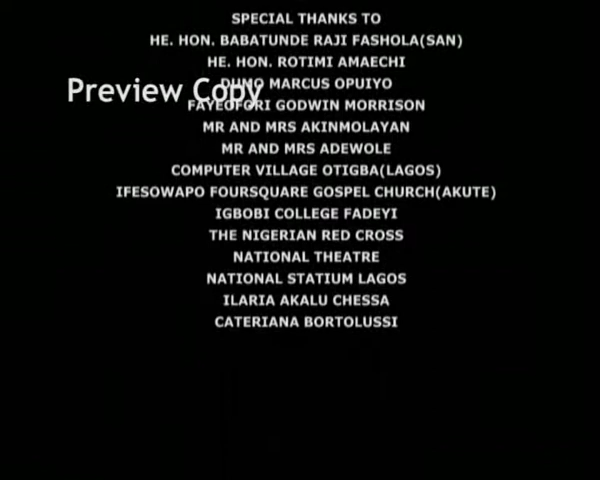 SPECIAL THANKS TO
HE. HON. BABATUNDE RAJI FASHOLA(SAN)
HE. HON. ROTIMI AMAECHI
DUMO MARCUS OPUIYO
Preview Copy
FAYEOFORI GODWIN MORRISON
MR AND MRS AKINMOLAYAN
MR AND MRS ADEWOLE
COMPUTER VILLAGE OTIGBA(LAGOS)
IFESOWAPO FOURSQUARE GOSPEL CHURCH(AKUTE)
IGBOBI COLLEGE FADEYI
THE NIGERIAN RED CROSS
NATIONAL THEATRE
NATIONAL STATIUM LAGOS
ILARIA AKALU CHESSA
CATERIANA BORTOLUSSI